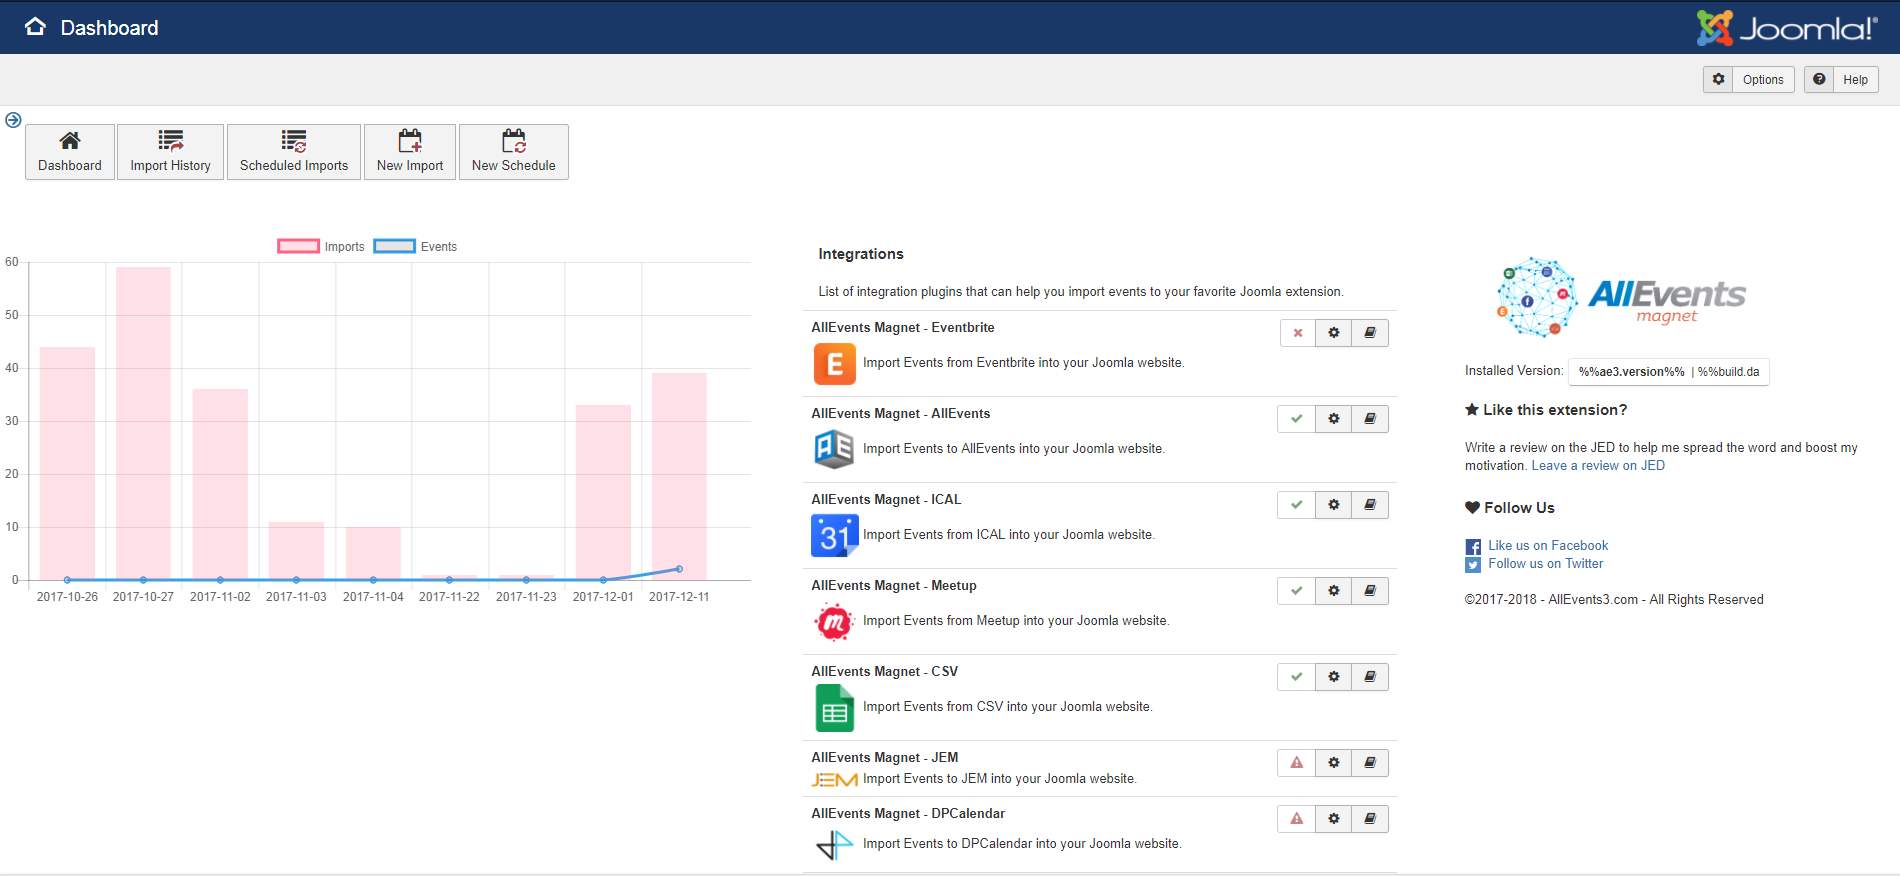 Dashboard
Joomla!®
Options
Help
Dashboard
Import History
Scheduled Imports
New Import
New Schedule
Imports
Events
60
50
40
30
20
10
0
2017-10-26
2017-10-27
2017-11-02
2017-11-03
2017-11-04
2017-11-22
2017-11-23
2017-12-01
2017-12-11
Integrations
List of integration plugins that can help you import events to your favorite Joomla extension.
AllEvents Magnet - Eventbrite
E
Import Events from Eventbrite into your Joomla website.
AllEvents Magnet - AllEvents
AE
Import Events to AllEvents into your Joomla website.
AllEvents Magnet - ICAL
31
Import Events from ICAL into your Joomla website.
AllEvents Magnet - Meetup
m
Import Events from Meetup into your Joomla website.
AllEvents Magnet - CSV
Import Events from CSV into your Joomla website.
AllEvents Magnet - JEM
JEM
Import Events to JEM into your Joomla website.
AllEvents Magnet - DPCalendar
Import Events to DPCalendar into your Joomla website.
AllEvents
magnet
Installed Version: %%ae3.version%% | %%build.da
Like this extension?
Write a review on the JED to help me spread the word and boost my
motivation. Leave a review on JED
Follow Us
Like us on Facebook
Follow us on Twitter
©2017-2018 - AllEvents3.com - All Rights Reserved